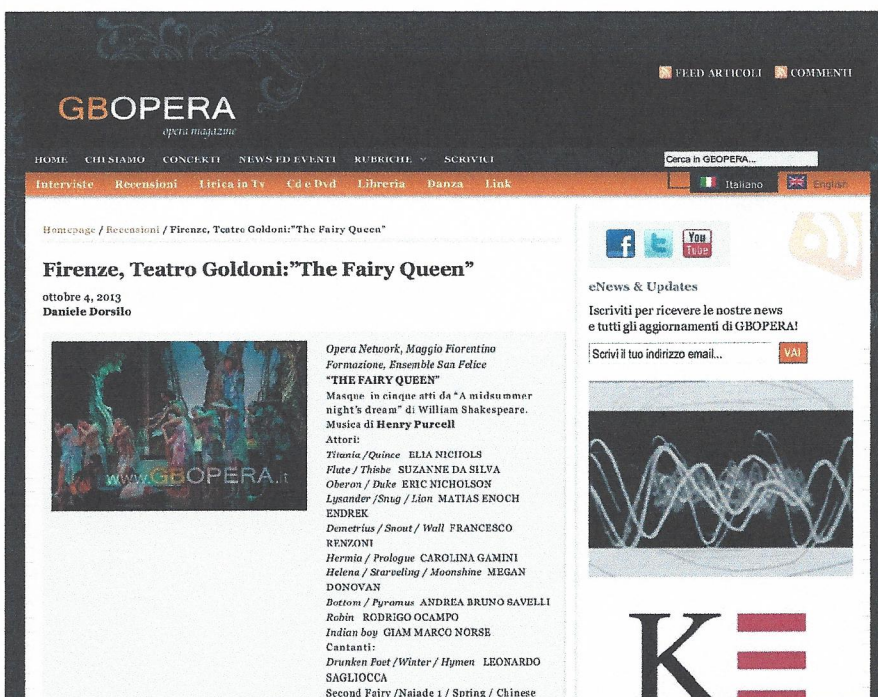 FEED ARTICOLI COMMENTI
GBOPERA
opera magazine
HOME CHI SIAMO CONCERTI NEWS ED EVENTI RUBRICHE SCRIVICI
Cerca in GBOPERA...
Interviste Recensioni Lirica in Tv Cd e Dvd Libreria Danza Link
Italiano English
Homepage / Recensioni / Firenze, Teatro Goldoni:"The Fairy Queen"
Firenze, Teatro Goldoni:”The Fairy Queen”
ottobre 4, 2013
Daniele Dorsilo
www.GBOPERA.it
Opera Network, Maggio Fiorentino
Formazione, Ensemble San Felice
“THE FAIRY QUEEN”
Masque in cinque atti da “A midsummer
night’s dream” di William Shakespeare.
Musica di Henry Purcell
Attori:
Titania /Quince ELIA NICHOLS
Flute / Thisbe SUZANNE DA SILVA
Oberon / Duke ERIC NICHOLSON
Lysander /Snug / Lion MATIAS ENOCH
ENDREK
Demetrius / Snout / Wall FRANCESCO
RENZONI
Hermia / Prologue CAROLINA GAMINI
Helena / Starveling / Moonshine MEGAN
DONOVAN
Bottom / Pyramus ANDREA BRUNO SAVELLI
Robin RODRIGO OCAMPO
Indian boy GIAM MARCO NORSE
Cantanti:
Drunken Poet /Winter / Hymen LEONARDO
SAGLIOCCA
Second Fairy /Naiade 1 / Spring / Chinese
f t You Tube
eNews & Updates
Iscriviti per ricevere le nostre news
e tutti gli aggiornamenti di GBOPERA!
Scrivi il tuo indirizzo email... VAI
K